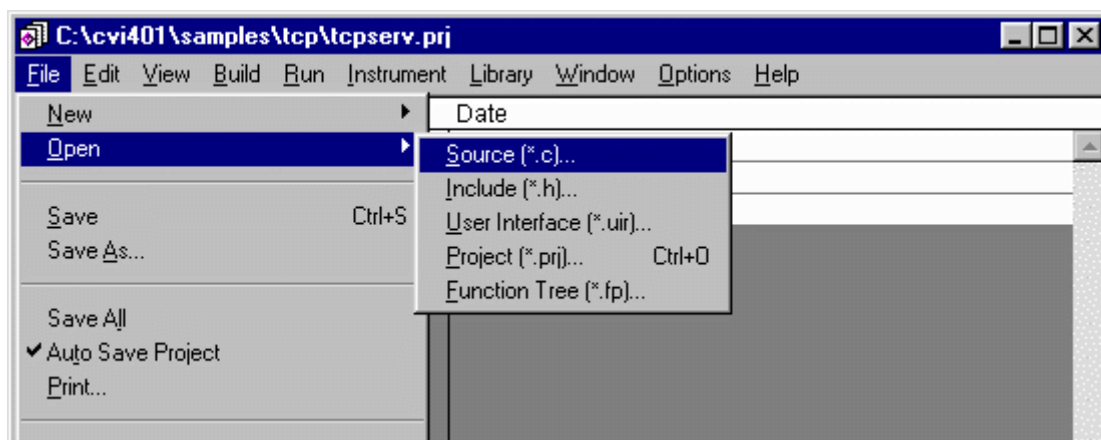 C:\cvi401\samples\tcp\tcpserv.prj
File Edit View Build Run Instrument Library Window Options Help
New
Date
Open
Source (*.c)...
Include (*.h)...
Save Ctrl+S
User Interface (*.uir)...
Save As...
Project (*.prj)... Ctrl+O
Function Tree (*.fp)...
Save All
Auto Save Project
Print...